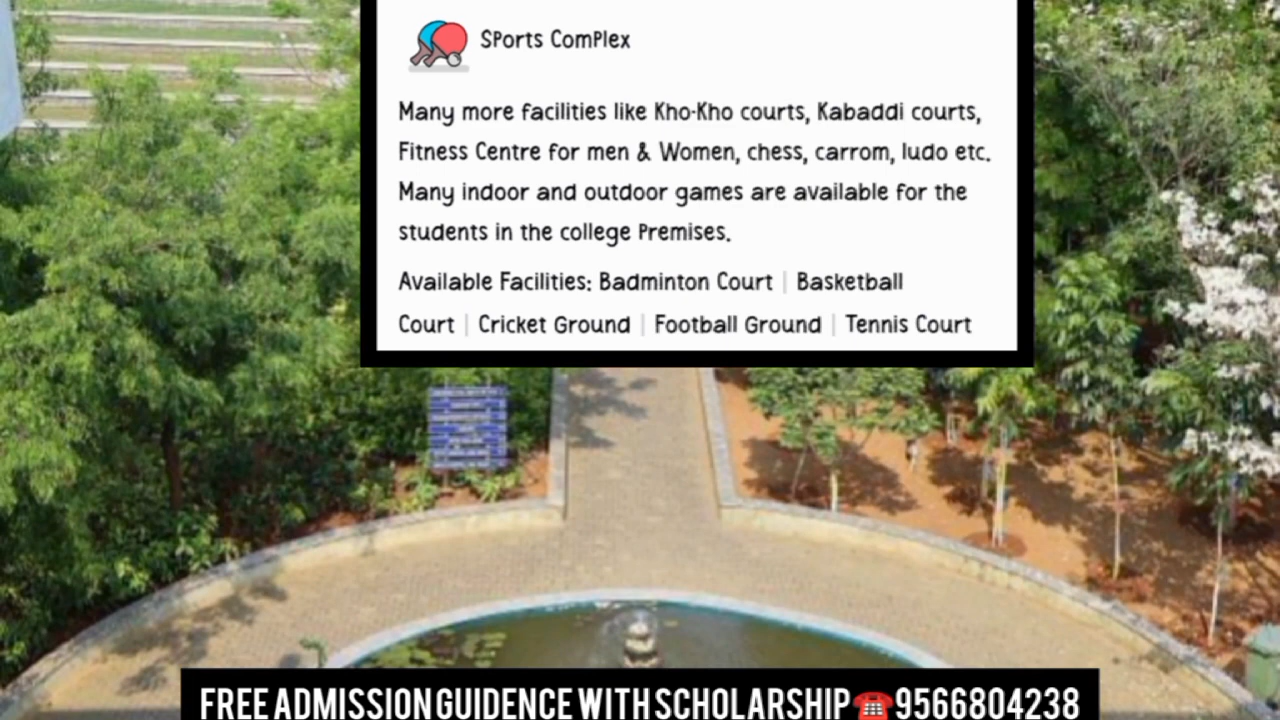 SPorts ComPlex
Many more facilities like Kho-Kho courts, Kabaddi courts,
Fitness Centre for men & Women, chess, carrom, ludo etc.
Many indoor and outdoor games are available for the
students in the college Premises.
Available Facilities: Badminton Court | Basketball
Court | Cricket Ground | Football Ground | Tennis Court
FREE ADMISSION GUIDENCE WITH SCHOLARSHIP☎️9566804238